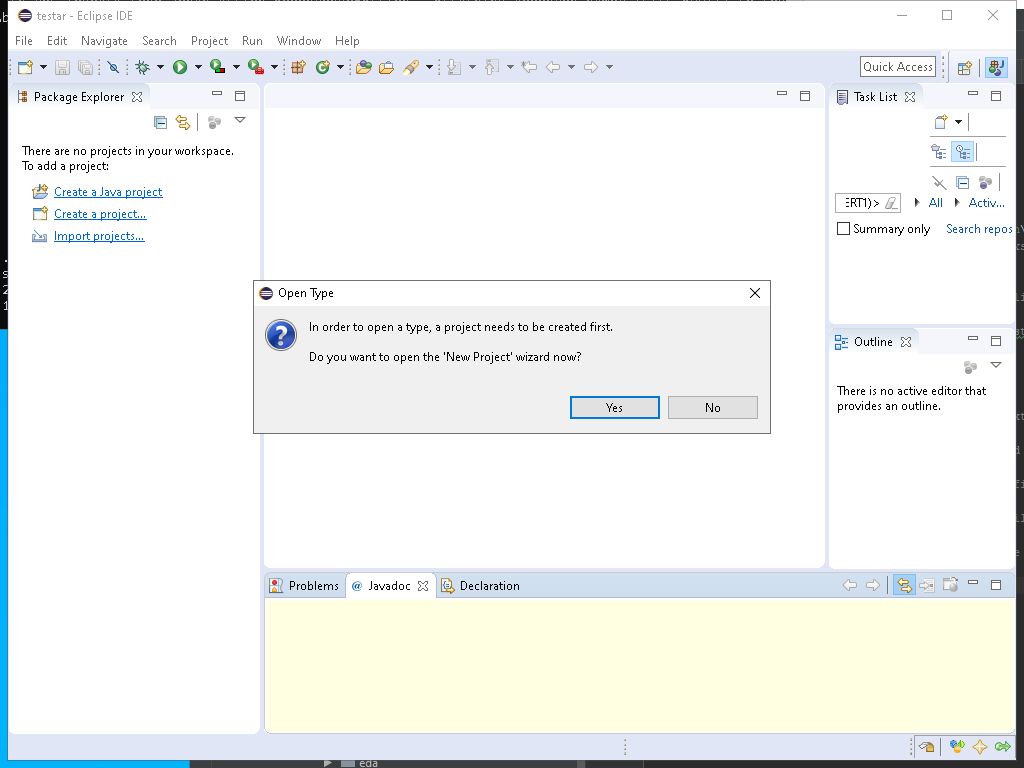 testar - Eclipse IDE
File Edit Navigate Search Project Run Window Help
Quick Access
Package Explorer
There are no projects in your workspace.
To add a project:
Create a Java project
Create a project...
Import projects...
Task List
ERT1)> All Activ...
Summary only Search repos
Open Type
In order to open a type, a project needs to be created first.
Do you want to open the 'New Project' wizard now?
Yes No
Outline
There is no active editor that
provides an outline.
Problems @ Javadoc Declaration
eda